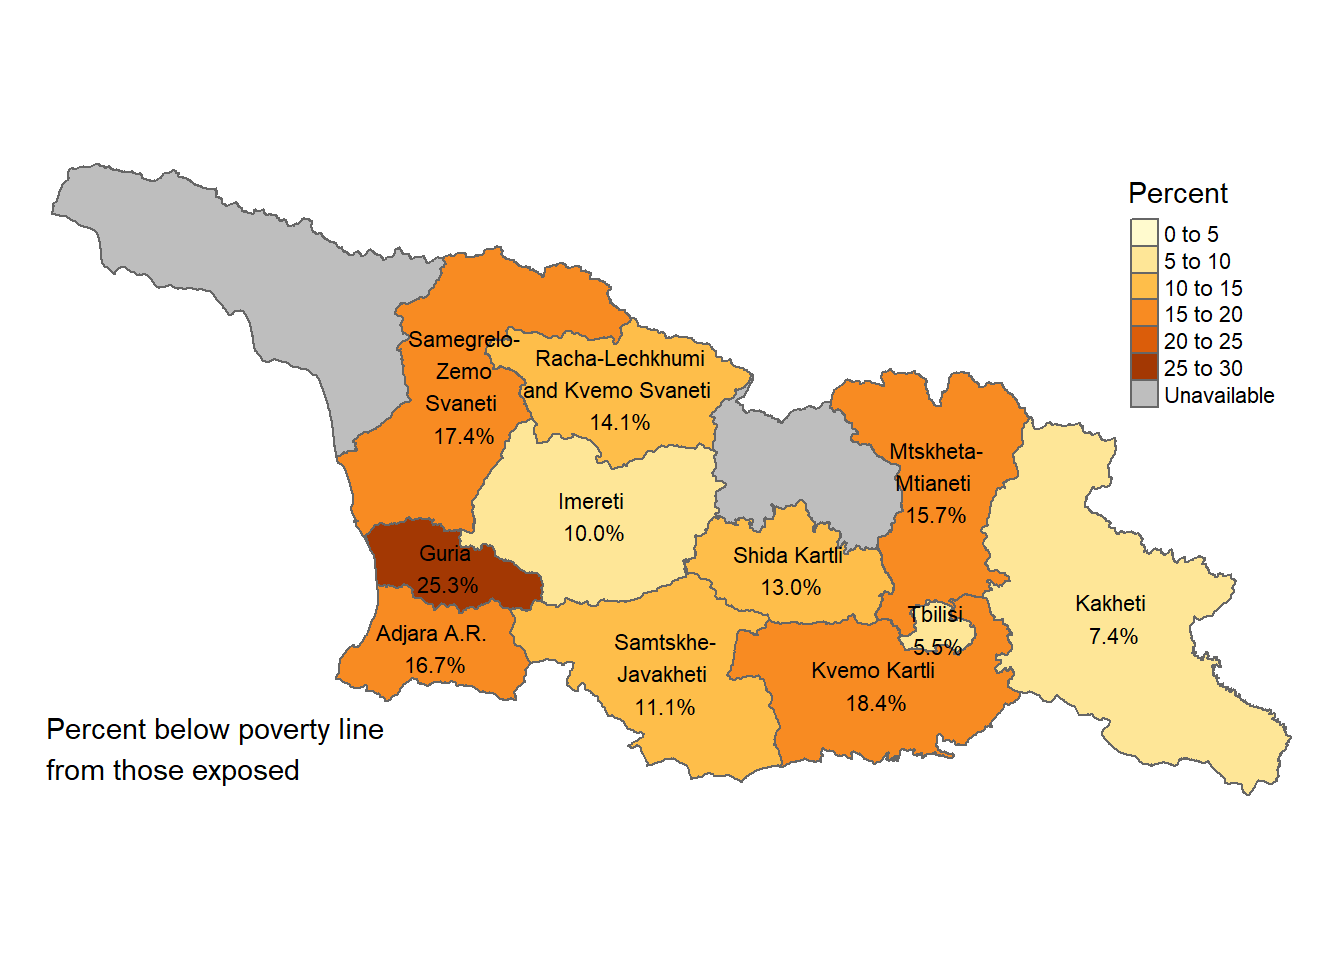 Percent
0 to 5
5 to 10
10 to 15
15 to 20
20 to 25
25 to 30
Unavailable
Samegrelo-
Zemo
Svaneti
17.4%
Racha-Lechkhumi
and Kvemo Svaneti
14.1%
Mtskheta-
Mtianeti
15.7%
Imereti
10.0%
Guria
25.3%
Shida Kartli
13.0%
Tbilisi
5.5%
Kakheti
7.4%
Adjara A.R.
16.7%
Samtskhe-
Javakheti
11.1%
Kvemo Kartli
18.4%
Percent below poverty line
from those exposed